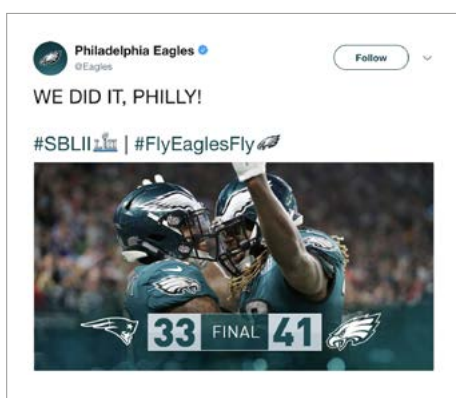 Philadelphia Eagles
@Eagles
Follow
WE DID IT, PHILLY!
#SBLII | #FlyEaglesFly
33 FINAL 41